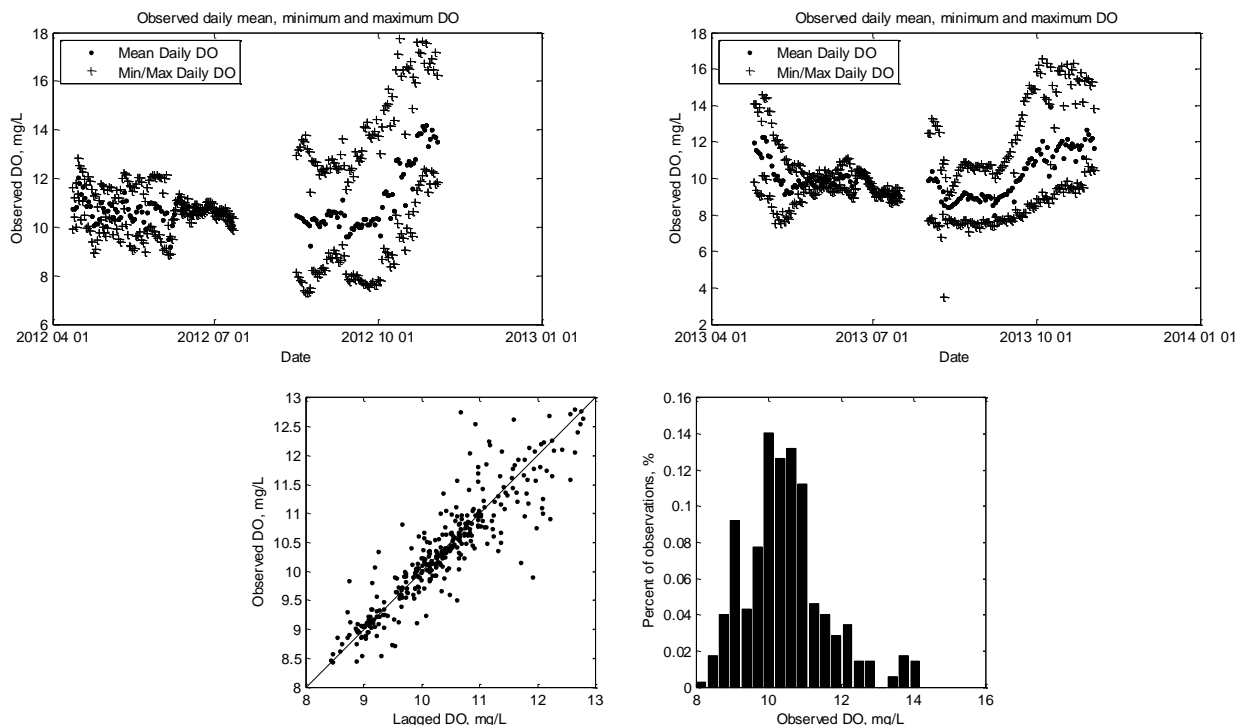 Observed daily mean, minimum and maximum DO
18
16
14
12
10
8
6
Observed DO, mg/L
Mean Daily DO
Min/Max Daily DO
2012 04 01
2012 07 01
2012 10 01
2013 01 01
Date
Observed daily mean, minimum and maximum DO
18
16
14
12
10
8
6
4
2
Observed DO, mg/L
Mean Daily DO
Min/Max Daily DO
2013 04 01
2013 07 01
2013 10 01
2014 01 01
Date
13
12.5
12
11.5
11
10.5
10
9.5
9
8.5
8
Observed DO, mg/L
8 9 10 11 12 13
Lagged DO, mg/L
0.16
0.14
0.12
0.1
0.08
0.06
0.04
0.02
0
Percent of observations, %
8 10 12 14 16
Observed DO, mg/L